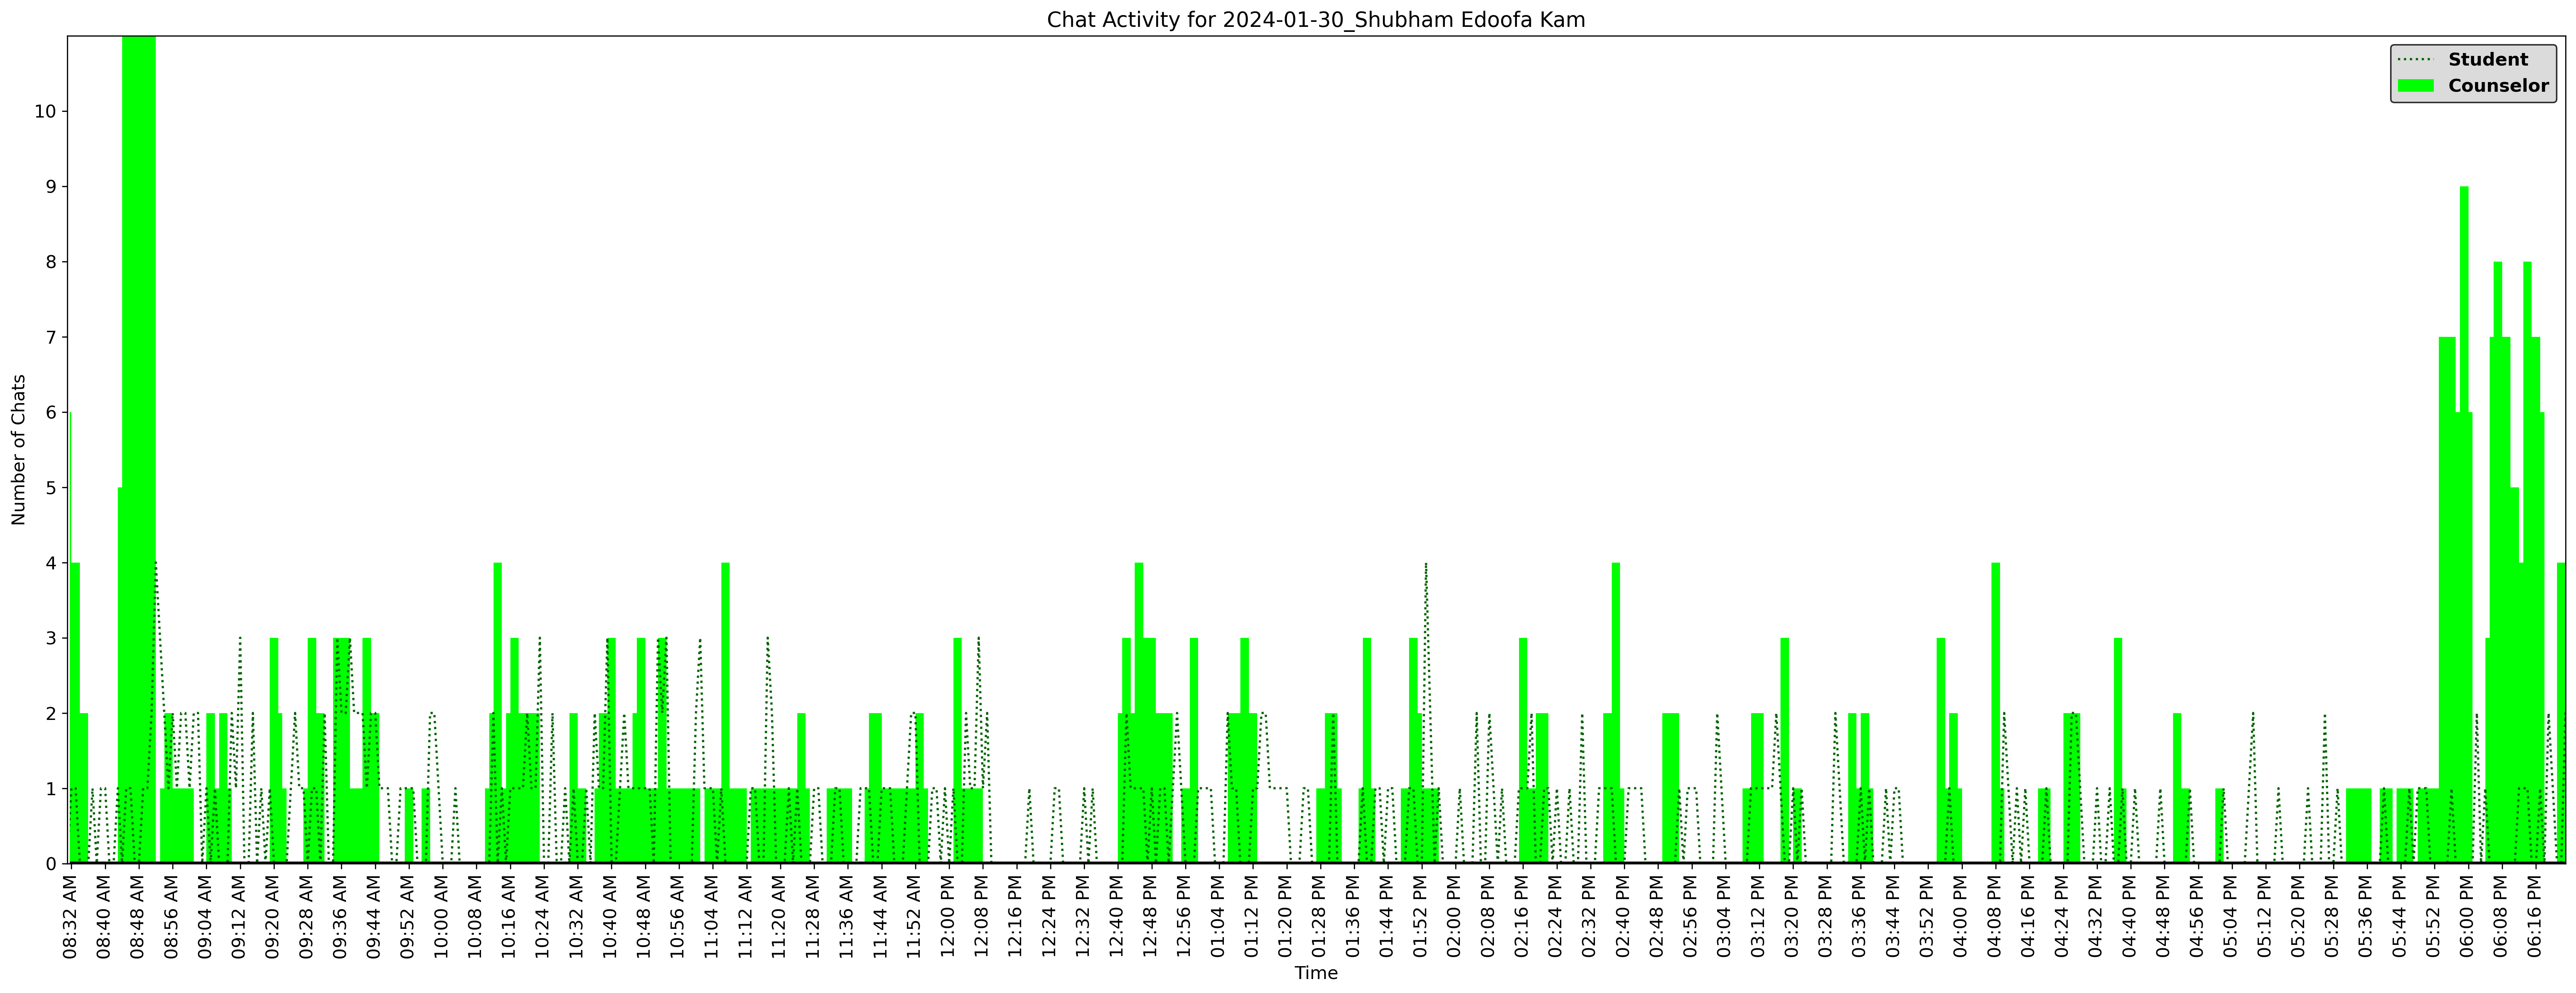 Chat Activity for 2024-01-30_Shubham Edoofa Kam
Student
Counselor
Number of Chats
10
9
8
7
6
5
4
3
2
1
0
08:32 AM
08:40 AM
08:48 AM
08:56 AM
09:04 AM
09:12 AM
09:20 AM
09:28 AM
09:36 AM
09:44 AM
09:52 AM
10:00 AM
10:08 AM
10:16 AM
10:24 AM
10:32 AM
10:40 AM
10:48 AM
10:56 AM
11:04 AM
11:12 AM
11:20 AM
11:28 AM
11:36 AM
11:44 AM
11:52 AM
12:00 PM
12:08 PM
12:16 PM
12:24 PM
12:32 PM
12:40 PM
12:48 PM
12:56 PM
01:04 PM
01:12 PM
01:20 PM
01:28 PM
01:36 PM
01:44 PM
01:52 PM
02:00 PM
02:08 PM
02:16 PM
02:24 PM
02:32 PM
02:40 PM
02:48 PM
02:56 PM
03:04 PM
03:12 PM
03:20 PM
03:28 PM
03:36 PM
03:44 PM
03:52 PM
04:00 PM
04:08 PM
04:16 PM
04:24 PM
04:32 PM
04:40 PM
04:48 PM
04:56 PM
05:04 PM
05:12 PM
05:20 PM
05:28 PM
05:36 PM
05:44 PM
05:52 PM
06:00 PM
06:08 PM
06:16 PM
Time